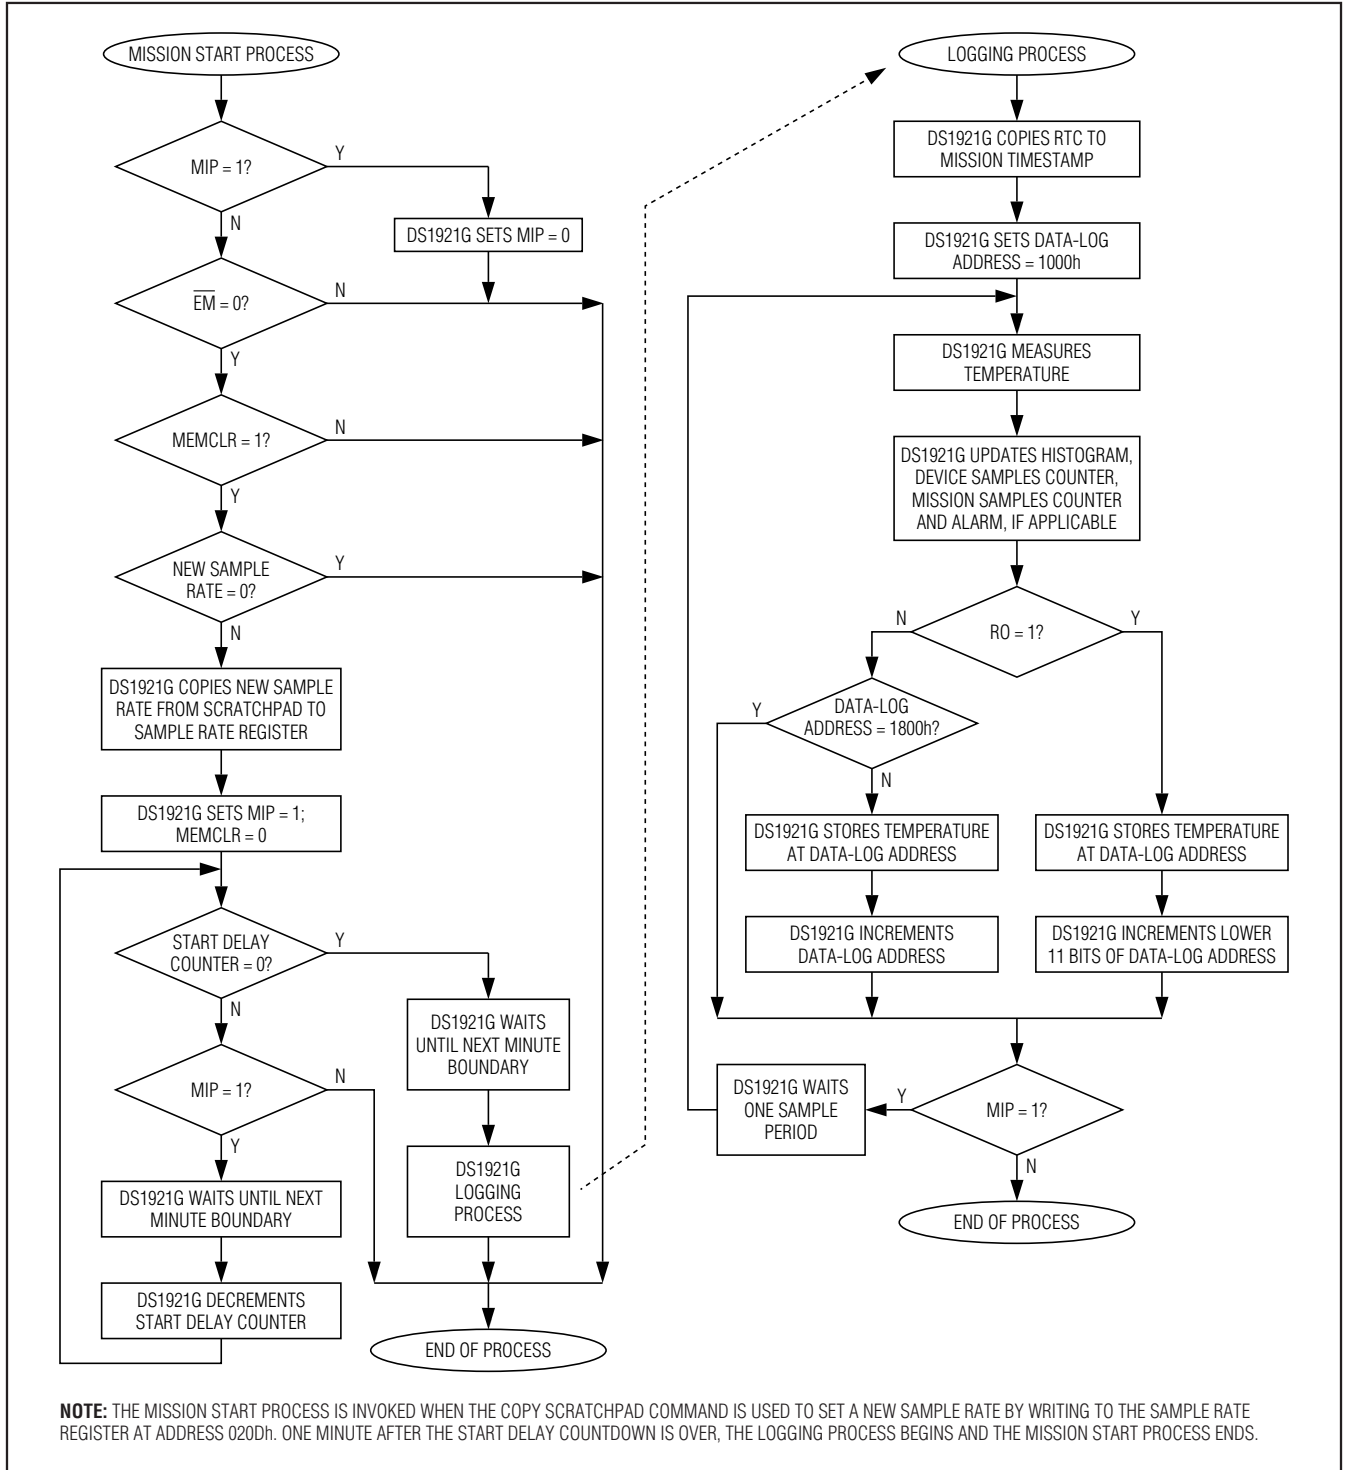 MISSION START PROCESS
MIP = 1?
Y
N
DS1921G SETS MIP = 0
EM = 0?
N
Y
MEMCLR = 1?
N
Y
NEW SAMPLE
RATE = 0?
Y
N
DS1921G COPIES NEW SAMPLE
RATE FROM SCRATCHPAD TO
SAMPLE RATE REGISTER
DS1921G SETS MIP = 1;
MEMCLR = 0
START DELAY
COUNTER = 0?
Y
N
MIP = 1?
N
Y
DS1921G WAITS UNTIL NEXT
MINUTE BOUNDARY
DS1921G DECREMENTS
START DELAY COUNTER
DS1921G WAITS
UNTIL NEXT MINUTE
BOUNDARY
DS1921G
LOGGING
PROCESS
END OF PROCESS
LOGGING PROCESS
DS1921G COPIES RTC TO
MISSION TIMESTAMP
DS1921G SETS DATA-LOG
ADDRESS = 1000h
DS1921G MEASURES
TEMPERATURE
DS1921G UPDATES HISTOGRAM,
DEVICE SAMPLES COUNTER,
MISSION SAMPLES COUNTER
AND ALARM, IF APPLICABLE
RO = 1?
N
Y
DATA-LOG
ADDRESS = 1800h?
Y
N
DS1921G STORES TEMPERATURE
AT DATA-LOG ADDRESS
DS1921G INCREMENTS
DATA-LOG ADDRESS
DS1921G STORES TEMPERATURE
AT DATA-LOG ADDRESS
DS1921G INCREMENTS LOWER
11 BITS OF DATA-LOG ADDRESS
MIP = 1?
Y
N
DS1921G WAITS
ONE SAMPLE
PERIOD
END OF PROCESS
NOTE: THE MISSION START PROCESS IS INVOKED WHEN THE COPY SCRATCHPAD COMMAND IS USED TO SET A NEW SAMPLE RATE BY WRITING TO THE SAMPLE RATE
REGISTER AT ADDRESS 020Dh. ONE MINUTE AFTER THE START DELAY COUNTDOWN IS OVER, THE LOGGING PROCESS BEGINS AND THE MISSION START PROCESS ENDS.